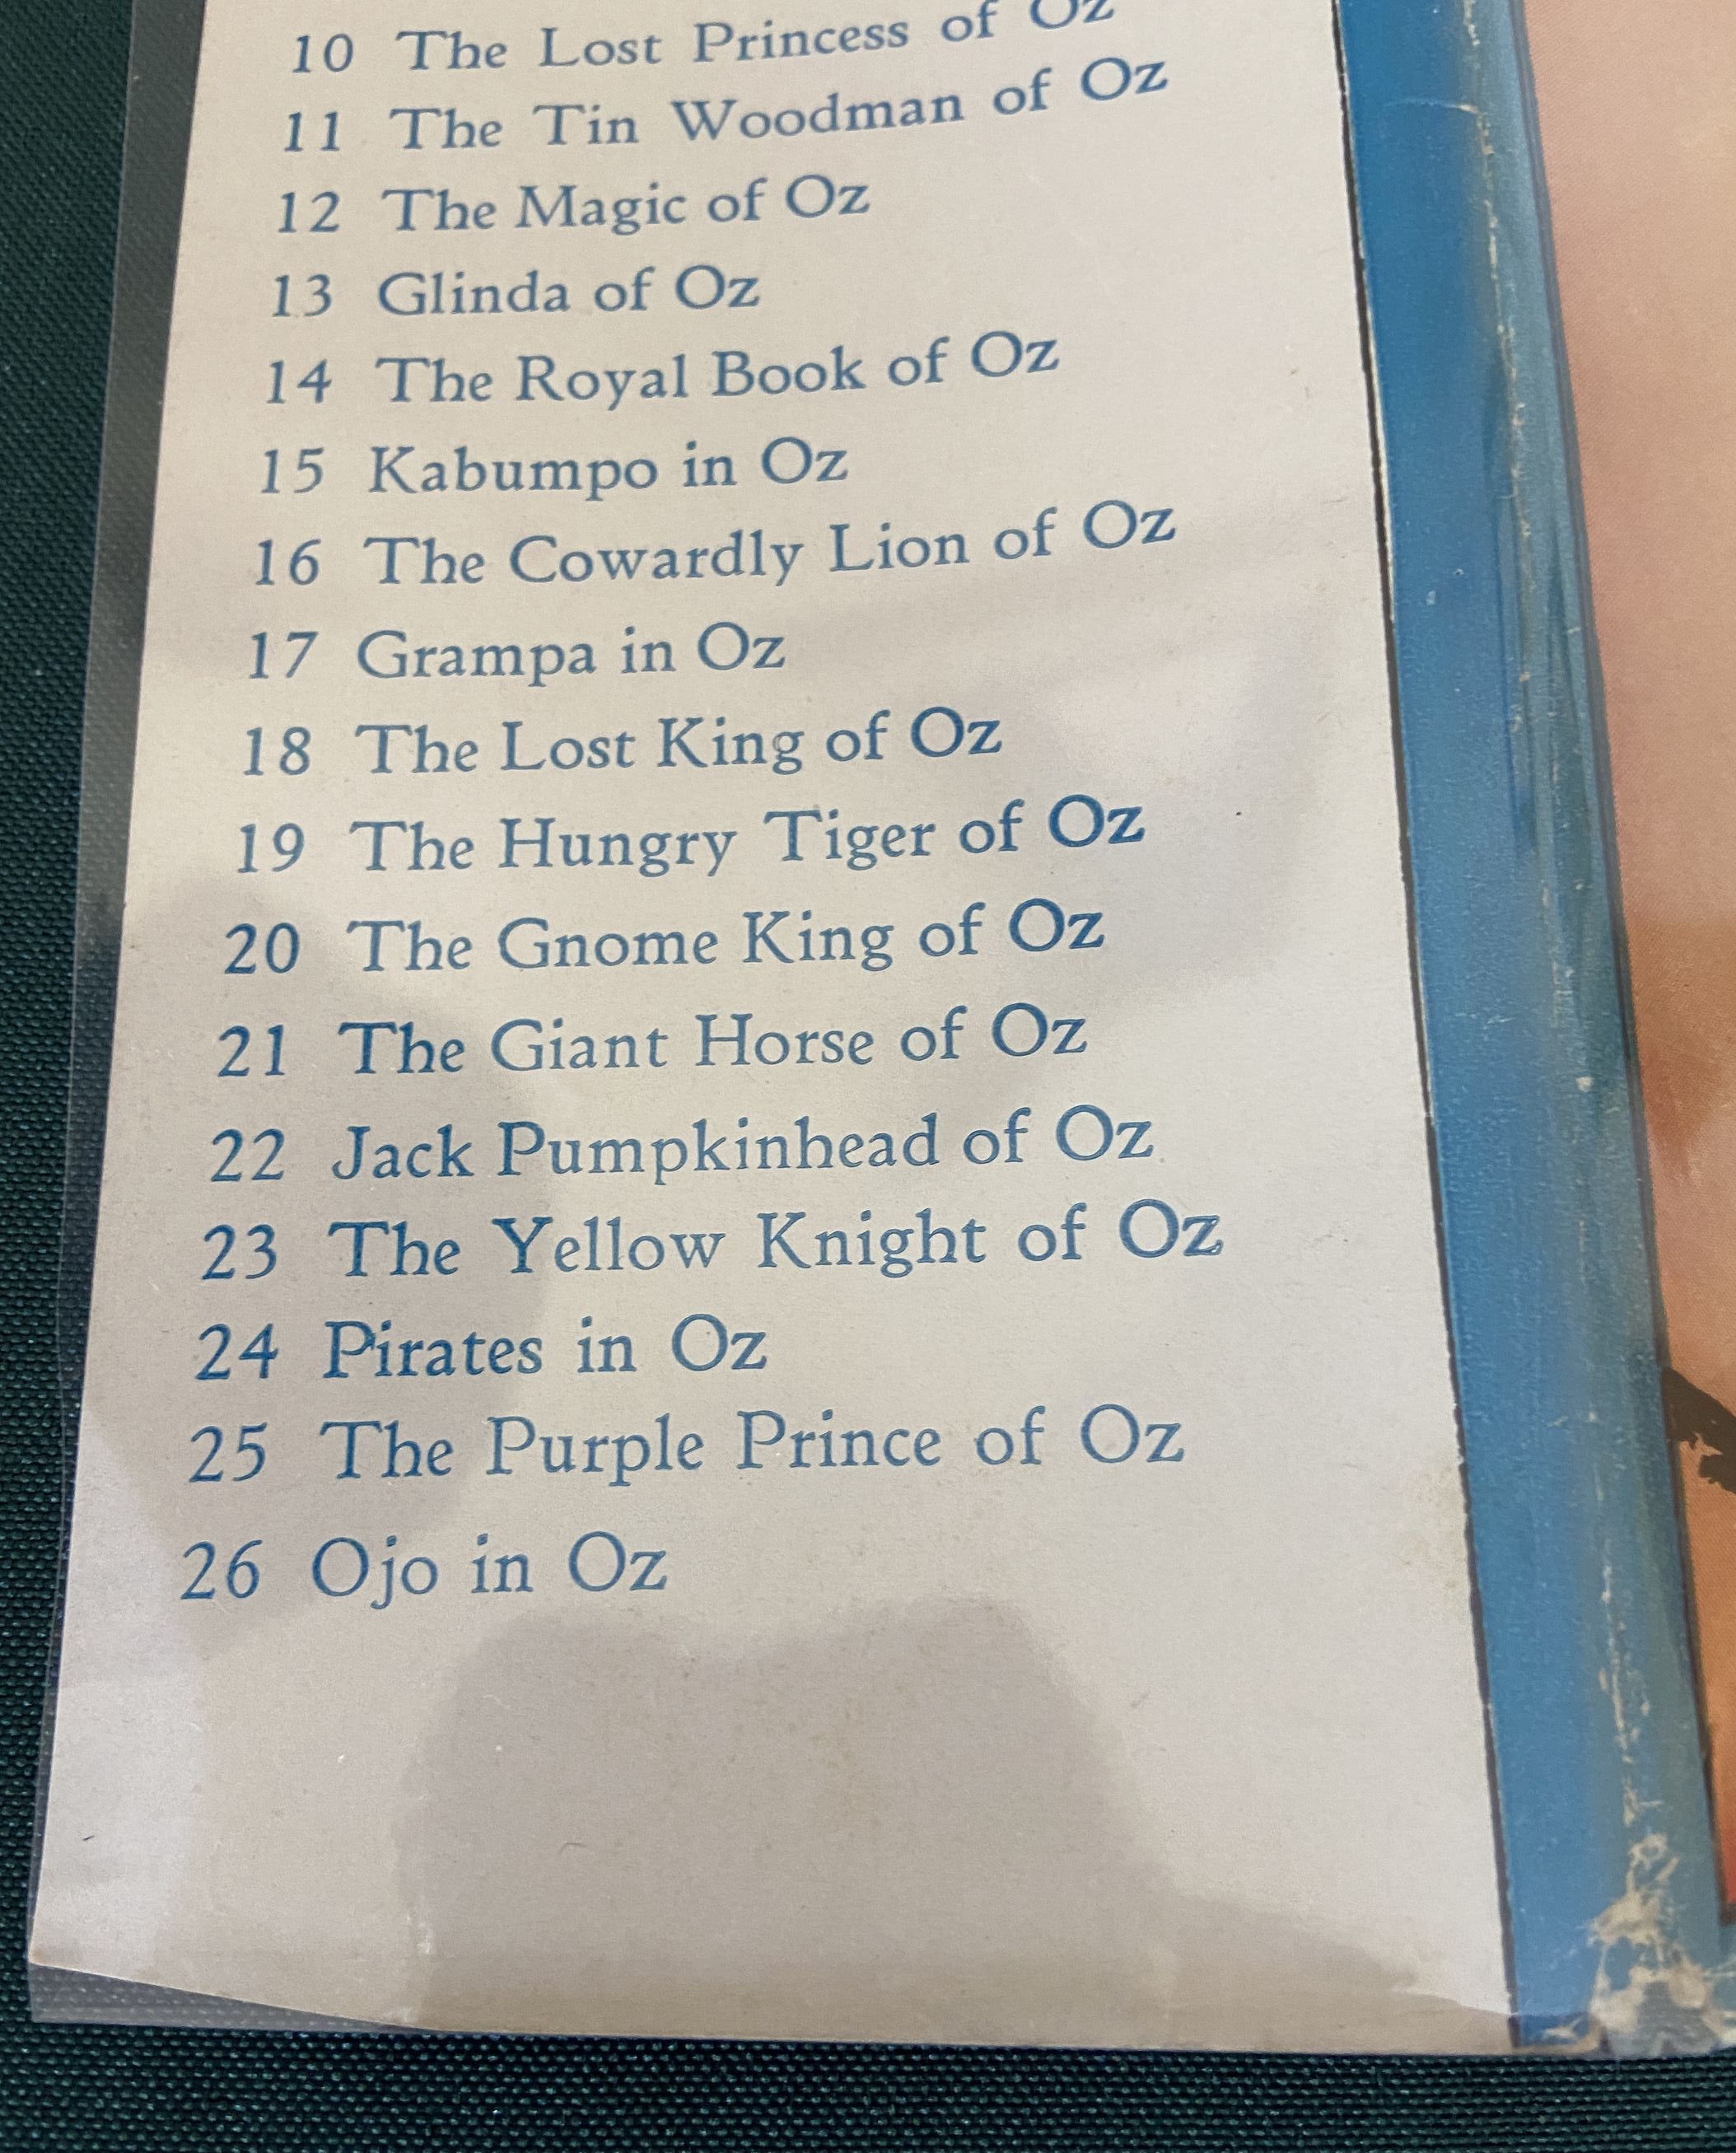 10 The Lost Princess of Oz
11 The Tin Woodman of Oz
12 The Magic of Oz
13 Glinda of Oz
14 The Royal Book of Oz
15 Kabumpo in Oz
16 The Cowardly Lion of Oz
17 Grampa in Oz
18 The Lost King of Oz
19 The Hungry Tiger of Oz
20 The Gnome King of Oz
21 The Giant Horse of Oz
22 Jack Pumpkinhead of Oz
23 The Yellow Knight of Oz
24 Pirates in Oz
25 The Purple Prince of Oz
26 Ojo in Oz